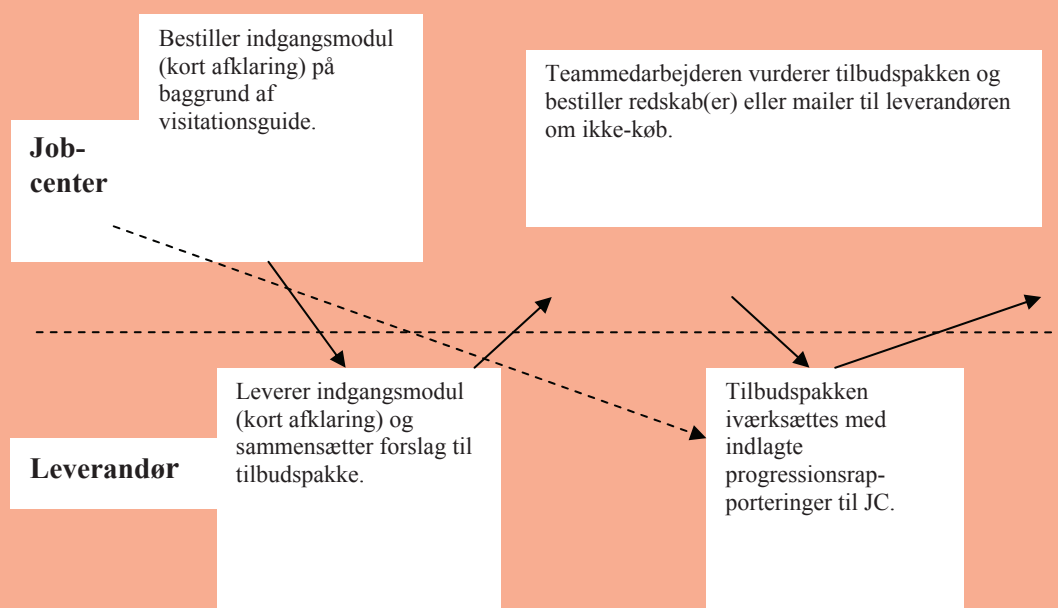 Bestiller indgangsmodul
(kort afklaring) på
baggrund af
visitationsguide.
Teammedarbejderen vurderer tilbudspakken og
bestiller redskab(er) eller mailer til leverandøren
om ikke-køb.
Job-
center
Leverer indgangsmodul
(kort afklaring) og
sammensætter forslag til
tilbudspakke.
Tilbudspakken
iværksættes med
indlagte
progressionsrap-
porteringer til JC.
Leverandør